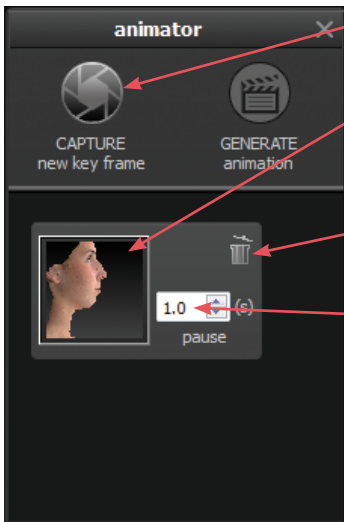 animator
CAPTURE
new key frame
GENERATE
animation
1.0
(s)
pause